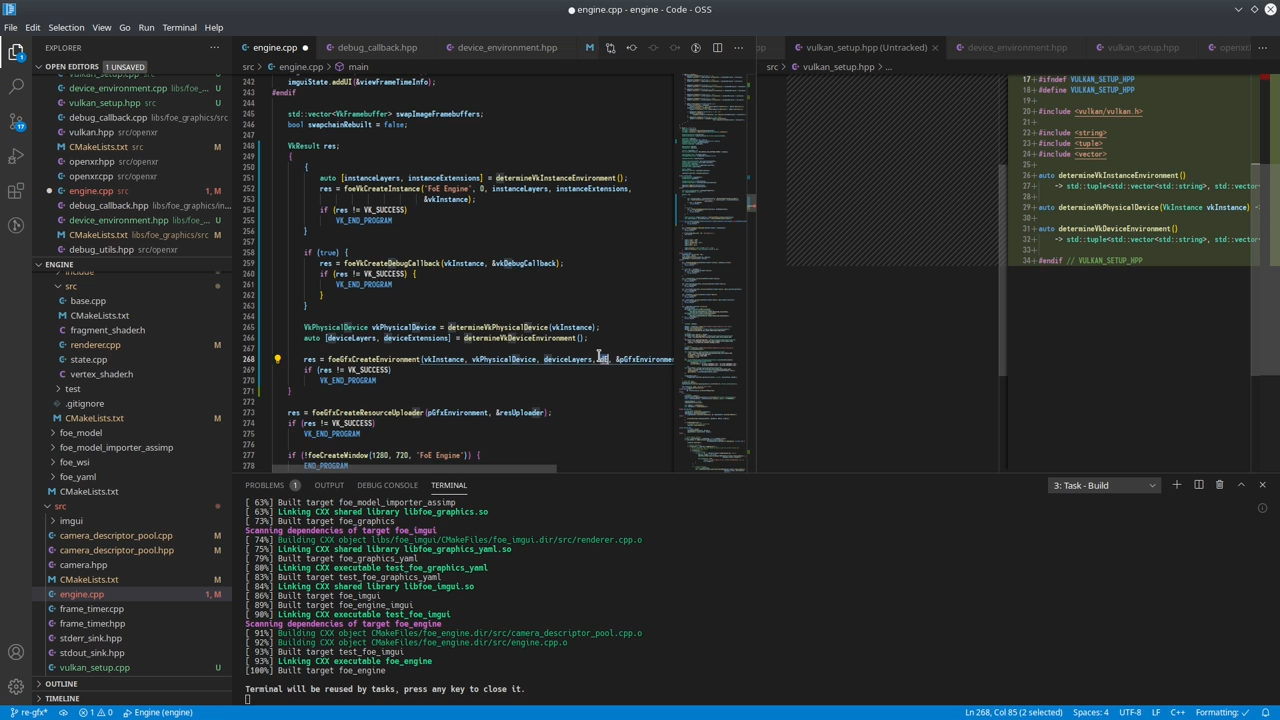 engine.cpp - engine - Code - OSS
File Edit Selection View Go Run Terminal Help
EXPLORER
OPEN EDITORS 1 UNSAVED
vulkan_setup.hpp src U
device_environment.hpp libs/foe_... U
vulkan_setup.hpp src U
vulkan.cpp src/openxr U
vulkan.hpp src/openxr U
CMakeLists.txt src/openxr M
openxr.hpp src/openxr U
openxr.cpp src/openxr U
engine.cpp src 1, M
debug_callback.hpp libs/foe_graphics/in...
device_environment.hpp libs/foe_... U
CMakeLists.txt libs/foe_graphics/src M
debug_utils.hpp src U
ENGINE
include
src
base.cpp
CMakeLists.txt
fragment_shader.h
renderer.cpp M
state.cpp
vertex_shader.h
test
.gitignore
CMakeLists.txt M
foe_model
foe_model_importer_assimp
foe_wsi
foe_yaml
CMakeLists.txt
src
imgui
camera_descriptor_pool.cpp M
camera_descriptor_pool.hpp M
camera.hpp
CMakeLists.txt M
engine.cpp 1, M
frame_timer.cpp
frame_timer.hpp
stderr_sink.hpp
stdout_sink.hpp
vulkan_setup.cpp U
OUTLINE
TIMELINE
engine.cpp debug_callback.hpp device_environment.hpp M
src > engine.cpp > main
242 imguiState.addUI(&viewFrameTimeInfo);
243 #endif
244
245 std::vector<VkFramebuffer> swapImageFramebuffers;
246 bool swapchainRebuilt = false;
247
248 VkResult res;
249 {
250 {
251 auto [instanceLayers, instanceExtensions] = determineVkInstanceEnvironment();
252 &vkInstance);
254 if (res != VK_SUCCESS)
255 VK_END_PROGRAM
256 }
257
258 if (true) {
259 res = foeVkCreateDebugCallback(vkInstance, &vkDebugCallback);
260 if (res != VK_SUCCESS) {
261 VK_END_PROGRAM
262 }
263 }
264
265 VkPhysicalDevice vkPhysicalDevice = determineVkPhysicalDevice(vkInstance);
266 auto [deviceLayers, deviceExtensions] = determineVkDeviceEnvironment();
267
268 res = foeGfxCreateEnvironment(vkInstance, vkPhysicalDevice, deviceLayers, dE, &pGfxEnvironmen
269 if (res != VK_SUCCESS)
270 VK_END_PROGRAM
271 }
272
273 res = foeGfxCreateResourceUploader(pGfxEnvironment, &resUploader);
274 if (res != VK_SUCCESS)
275 VK_END_PROGRAM
276
277 if (!foeCreateWindow(1280, 720, "FoE Engine")) {
278 END_PROGRAM
vulkan_setup.hpp (Untracked) device_environment.hpp vulkan_setup.hpp openxr/
src > vulkan_setup.hpp > ...
17+ #ifndef VULKAN_SETUP_HPP
18+ #define VULKAN_SETUP_HPP
19+
20+ #include <vulkan/vulkan.h>
21+
22+ #include <string>
23+ #include <tuple>
24+ #include <vector>
25+
26+ auto determineVkInstanceEnvironment()
27+ -> std::tuple<std::vector<std::string>, std::vector
28+
29+ auto determineVkPhysicalDevice(VkInstance vkInstance)
30+
31+ auto determineVkDeviceEnvironment()
32+ -> std::tuple<std::vector<std::string>, std::vector
33+
34+ #endif // VULKAN_SETUP_HPP
PROBLEMS 1 OUTPUT DEBUG CONSOLE TERMINAL 3: Task - Build
[ 63%] Built target foe_model_importer_assimp
[ 63%] Linking CXX shared library libfoe_graphics.so
[ 73%] Built target foe_graphics
Scanning dependencies of target foe_imgui
[ 74%] Building CXX object libs/foe_imgui/CMakeFiles/foe_imgui.dir/src/renderer.cpp.o
[ 75%] Linking CXX shared library libfoe_graphics_yaml.so
[ 79%] Built target foe_graphics_yaml
[ 80%] Linking CXX executable test_foe_graphics_yaml
[ 83%] Built target test_foe_graphics_yaml
[ 84%] Linking CXX shared library libfoe_imgui.so
[ 86%] Built target foe_imgui
[ 89%] Built target foe_engine_imgui
[ 90%] Linking CXX executable test_foe_imgui
Scanning dependencies of target foe_engine
[ 91%] Building CXX object CMakeFiles/foe_engine.dir/src/camera_descriptor_pool.cpp.o
[ 92%] Building CXX object CMakeFiles/foe_engine.dir/src/engine.cpp.o
[ 93%] Built target test_foe_imgui
[ 93%] Linking CXX executable foe_engine
[100%] Built target foe_engine
Terminal will be reused by tasks, press any key to close it.
re-gfx* 1 0 Engine (engine) Ln 268, Col 85 (2 selected) Spaces: 4 UTF-8 LF C++ Formatting: ✓